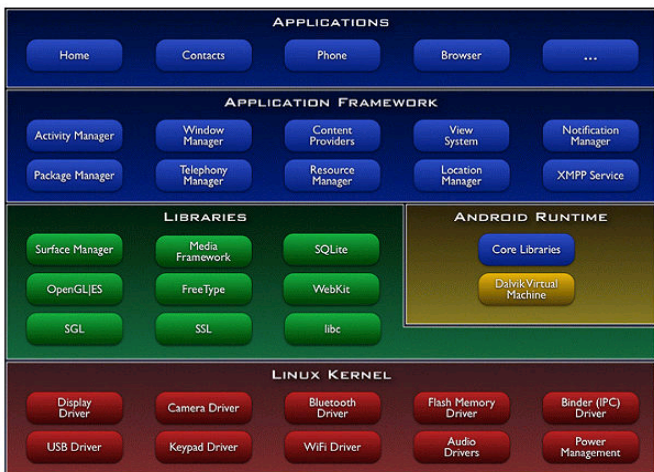 APPLICATIONS
Home
Contacts
Phone
Browser
...
APPLICATION FRAMEWORK
Activity Manager
Window
Manager
Content
Providers
View
System
Notification
Manager
Package Manager
Telephony
Manager
Resource
Manager
Location
Manager
XMPP Service
LIBRARIES
Surface Manager
Media
Framework
SQLite
OpenGL|ES
FreeType
WebKit
SGL
SSL
libc
ANDROID RUNTIME
Core Libraries
Dalvik Virtual
Machine
LINUX KERNEL
Display
Driver
Camera Driver
Bluetooth
Driver
Flash Memory
Driver
Binder (IPC)
Driver
USB Driver
Keypad Driver
WiFi Driver
Audio
Drivers
Power
Management